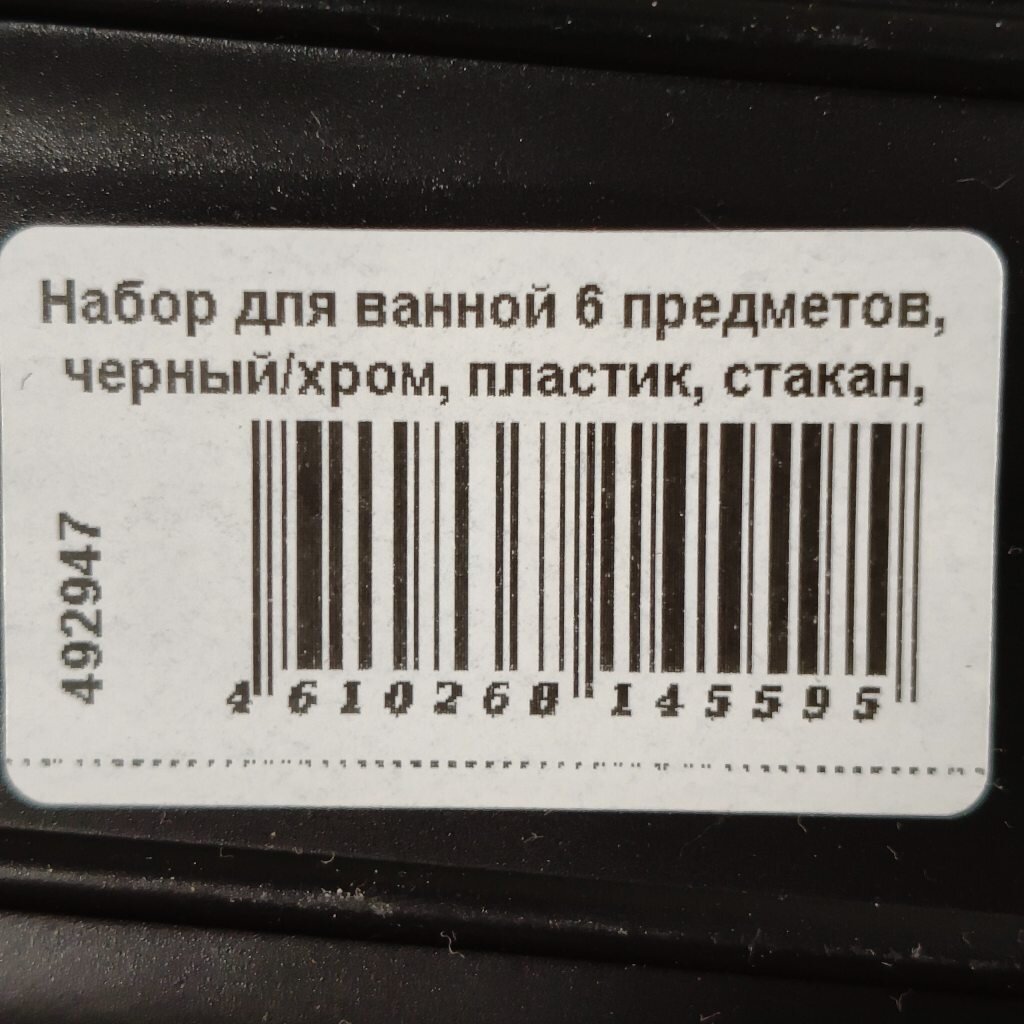 Набор для ванной 6 предметов,
черный/хром, пластик, стакан,
492947
4 610268 145595